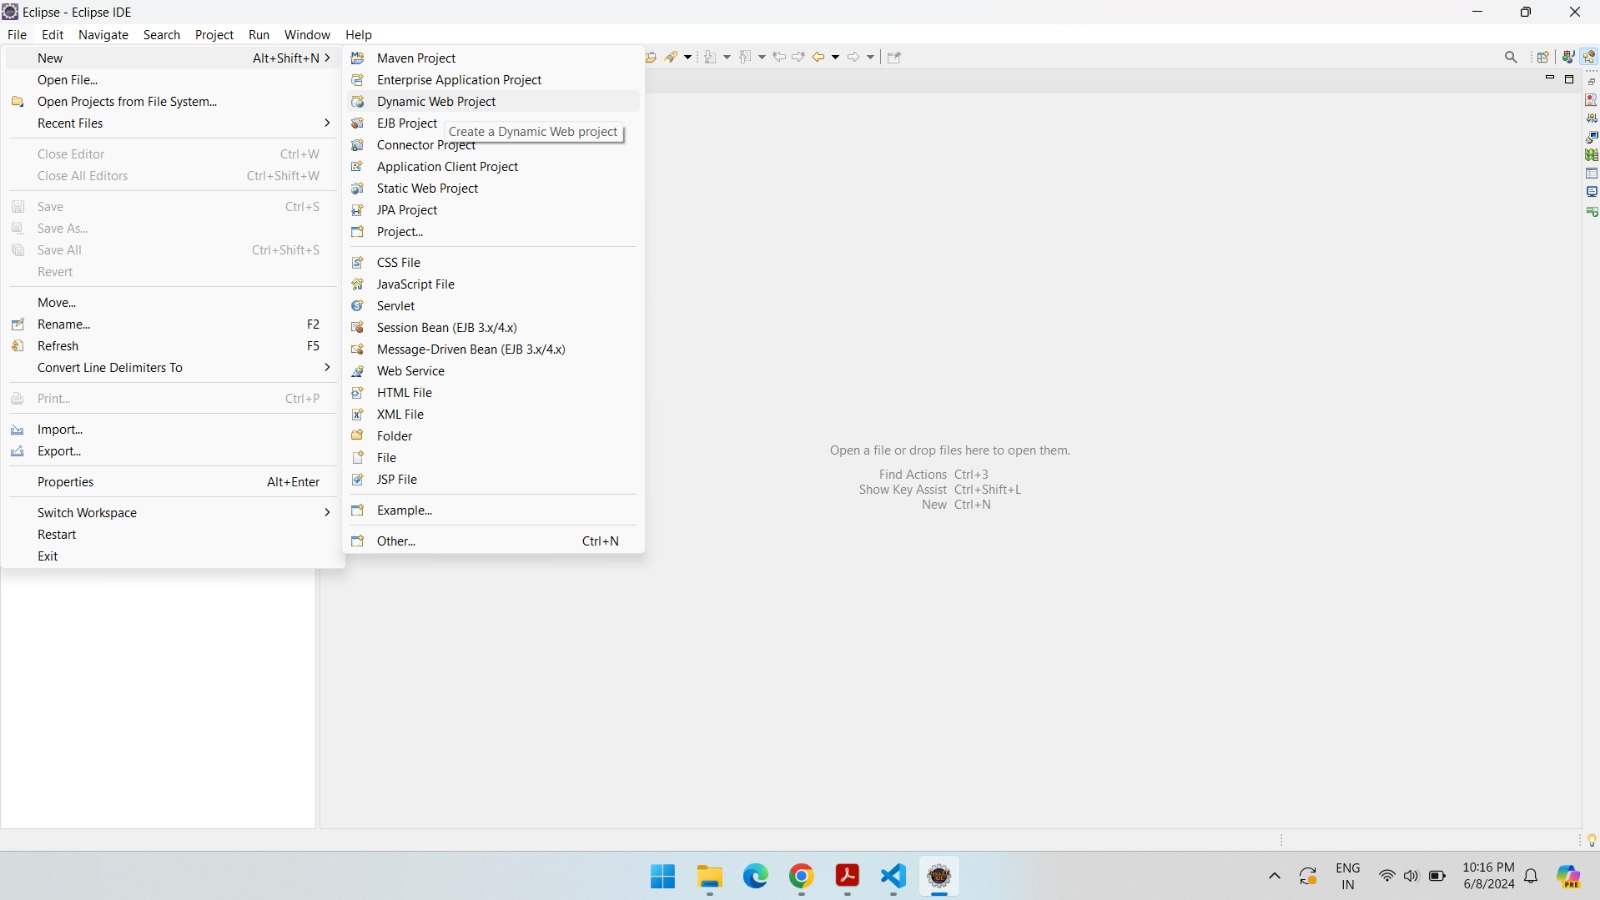 Eclipse - Eclipse IDE
File Edit Navigate Search Project Run Window Help
New Alt+Shift+N >
Open File...
Open Projects from File System...
Recent Files >
Close Editor Ctrl+W
Close All Editors Ctrl+Shift+W
Save Ctrl+S
Save As...
Save All Ctrl+Shift+S
Revert
Move...
Rename... F2
Refresh F5
Convert Line Delimiters To >
Print... Ctrl+P
Import...
Export...
Properties Alt+Enter
Switch Workspace >
Restart
Exit
Maven Project
Enterprise Application Project
Dynamic Web Project
EJB Project
Create a Dynamic Web project
Connector Project
Application Client Project
Static Web Project
JPA Project
Project...
CSS File
JavaScript File
Servlet
Session Bean (EJB 3.x/4.x)
Message-Driven Bean (EJB 3.x/4.x)
Web Service
HTML File
XML File
Folder
File
JSP File
Example...
Other... Ctrl+N
Open a file or drop files here to open them.
Find Actions Ctrl+3
Show Key Assist Ctrl+Shift+L
New Ctrl+N
ENG
IN
10:16 PM
6/8/2024
PRE